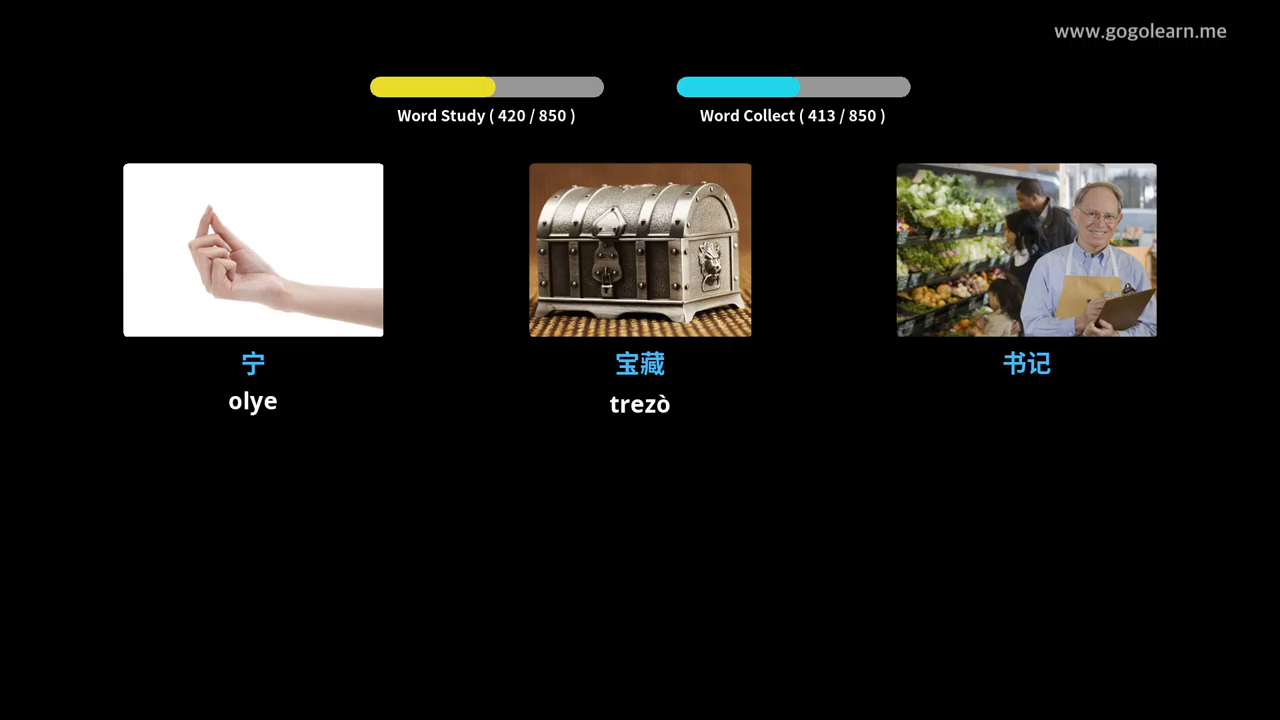 www.gogolearn.me
Word Study ( 420 / 850 )
Word Collect ( 413 / 850 )
宁
宝藏
书记
olye
trezò